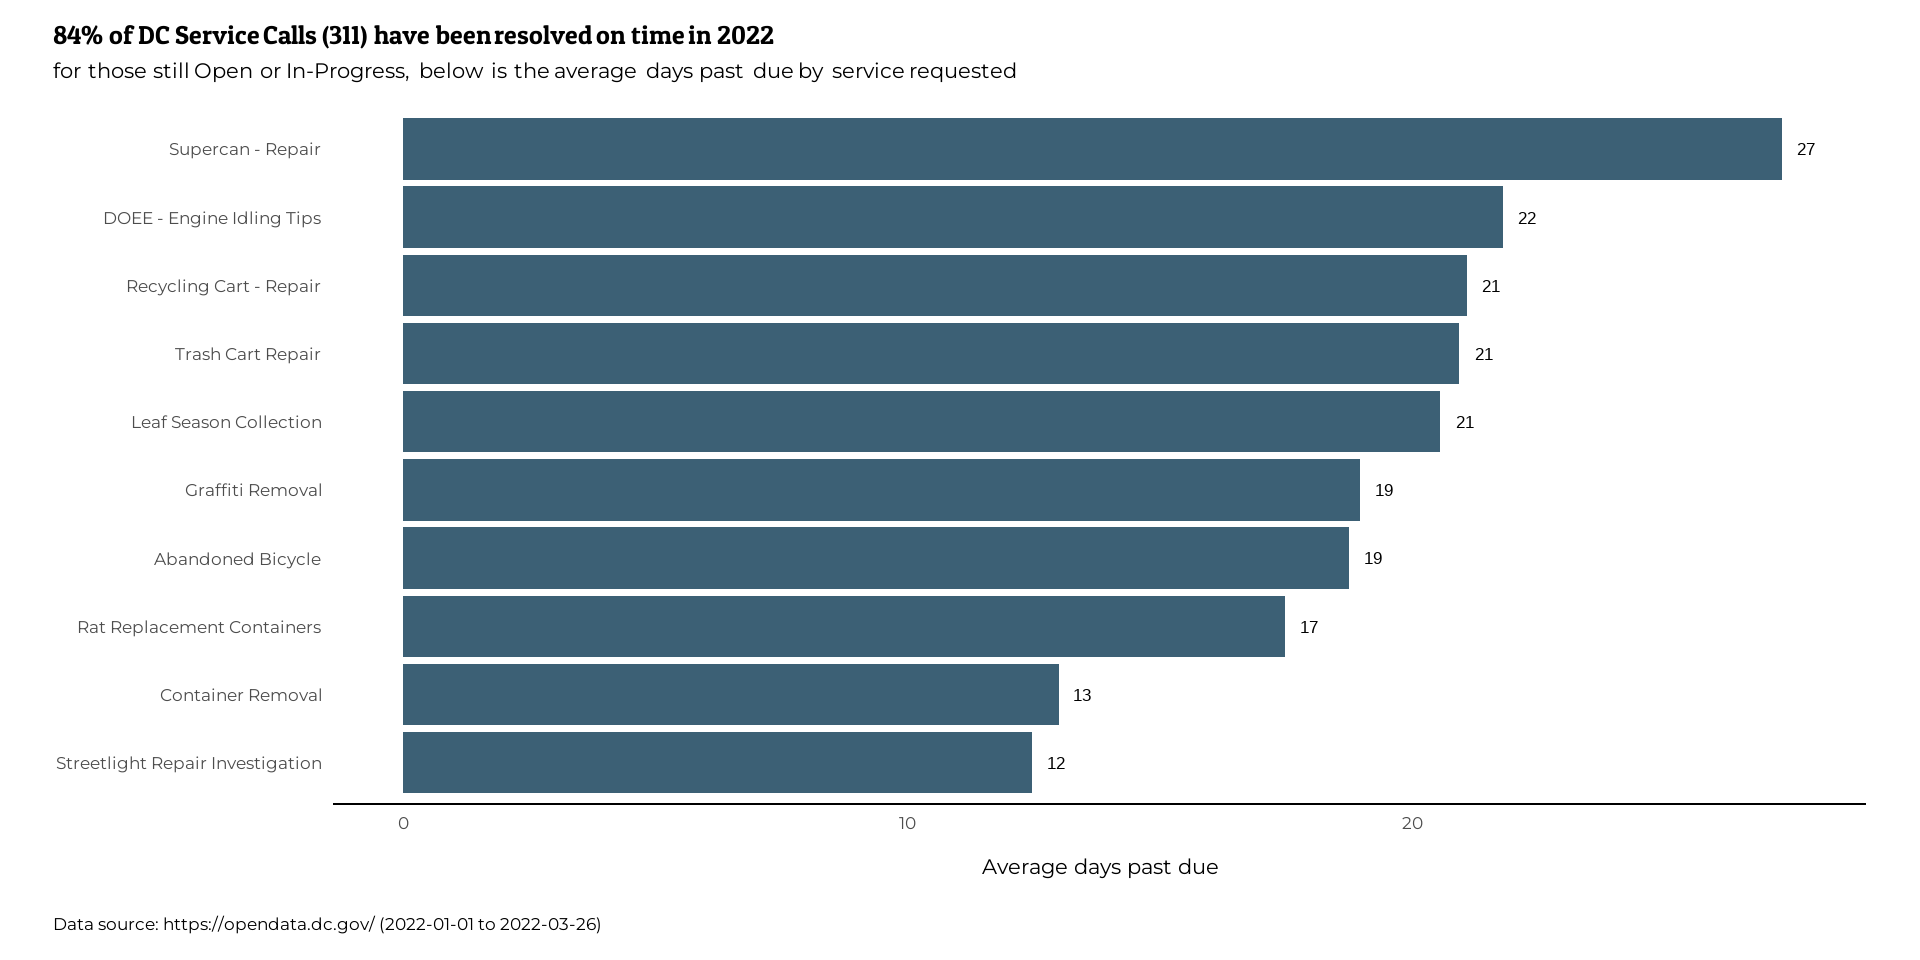 84% of DC Service Calls (311) have been resolved on time in 2022
for those still Open or In-Progress, below is the average days past due by service requested
Supercan - Repair 27
DOEE - Engine Idling Tips 22
Recycling Cart - Repair 21
Trash Cart Repair 21
Leaf Season Collection 21
Graffiti Removal 19
Abandoned Bicycle 19
Rat Replacement Containers 17
Container Removal 13
Streetlight Repair Investigation 12
0 10 20
Average days past due
Data source: https://opendata.dc.gov/ (2022-01-01 to 2022-03-26)